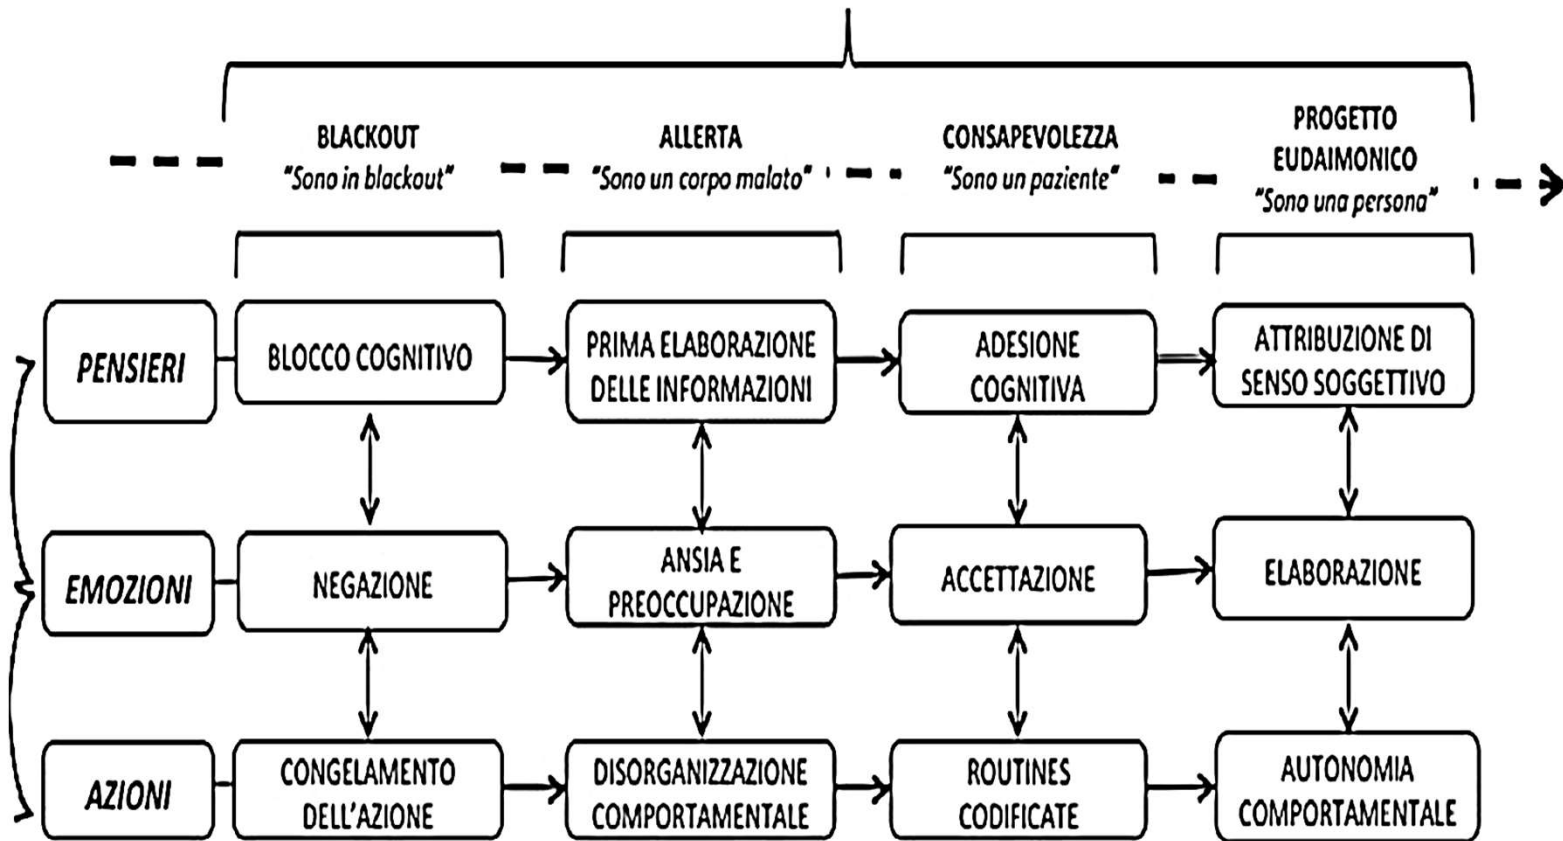 BLACKOUT
"Sono in blackout"
ALLERTA
"Sono un corpo malato"
CONSAPEVOLEZZA
"Sono un paziente"
PROGETTO
EUDAIMONICO
"Sono una persona"
PENSIERI
BLOCCO COGNITIVO
PRIMA ELABORAZIONE
DELLE INFORMAZIONI
ADESIONE
COGNITIVA
ATTRIBUZIONE DI
SENSO SOGGETTIVO
EMOZIONI
NEGAZIONE
ANSIA E
PREOCCUPAZIONE
ACCETTAZIONE
ELABORAZIONE
AZIONI
CONGELAMENTO
DELL'AZIONE
DISORGANIZZAZIONE
COMPORTAMENTALE
ROUTINES
CODIFICATE
AUTONOMIA
COMPORTAMENTALE